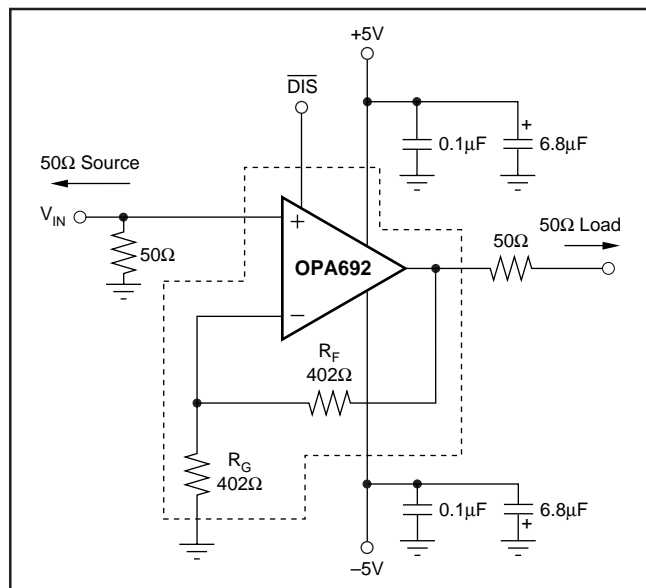 +5V
DIS
0.1µF
+
6.8µF
50Ω Source
50Ω Load
V_IN
50Ω
+
OPA692
50Ω
−
R_F
402Ω
R_G
402Ω
0.1µF
6.8µF
+
−5V